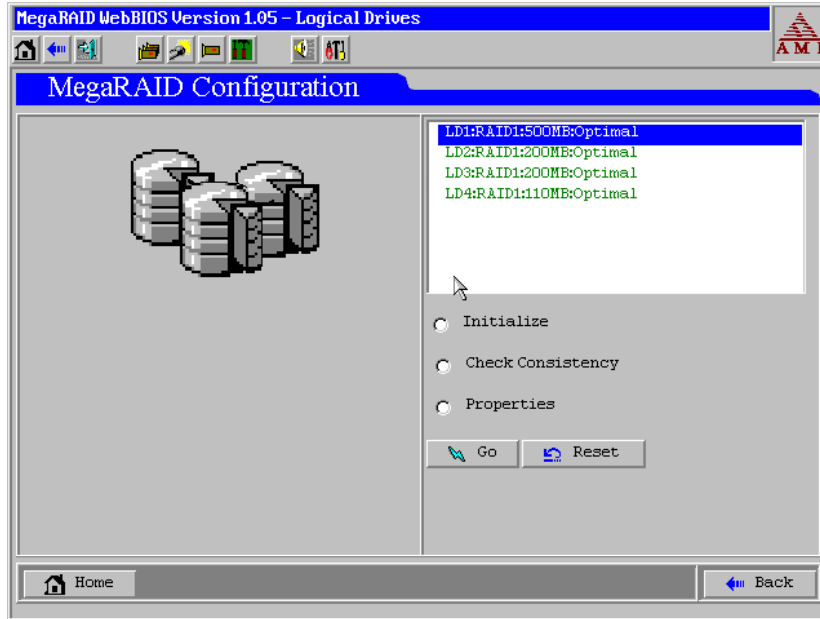 MegaRAID WebBIOS Version 1.05 – Logical Drives
AMI
MegaRAID Configuration
LD1:RAID1:500MB:Optimal
LD2:RAID1:200MB:Optimal
LD3:RAID1:200MB:Optimal
LD4:RAID1:110MB:Optimal
Initialize
Check Consistency
Properties
Go
Reset
Home
Back